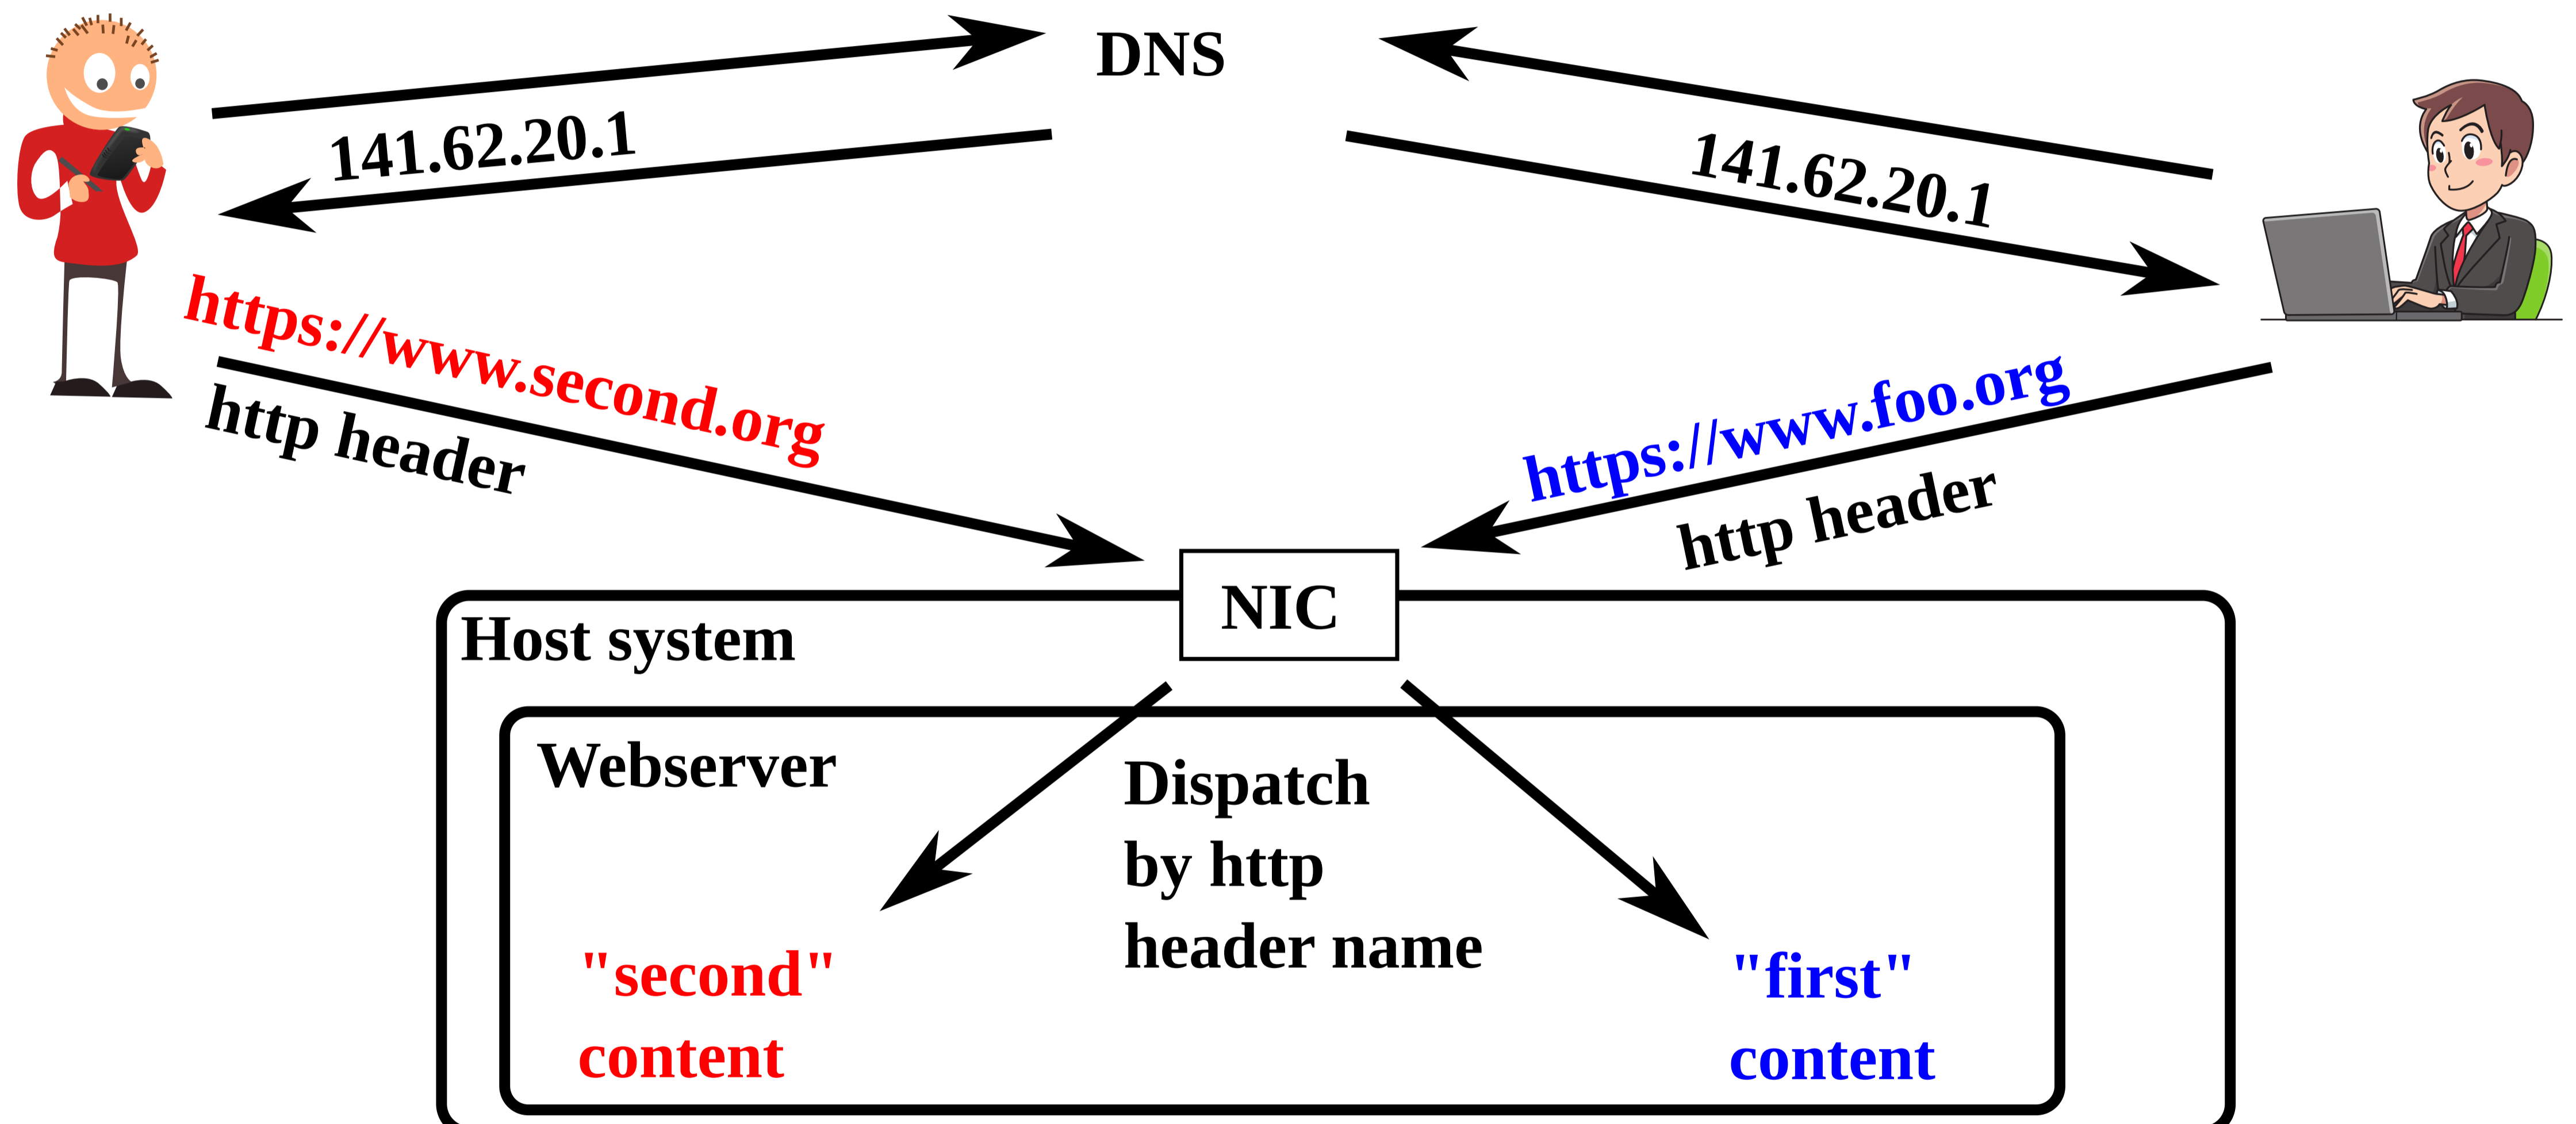 DNS
141.62.20.1
141.62.20.1
https://www.second.org
http header
https://www.foo.org
http header
NIC
Host system
Webserver
Dispatch
by http
header name
"second"
content
"first"
content